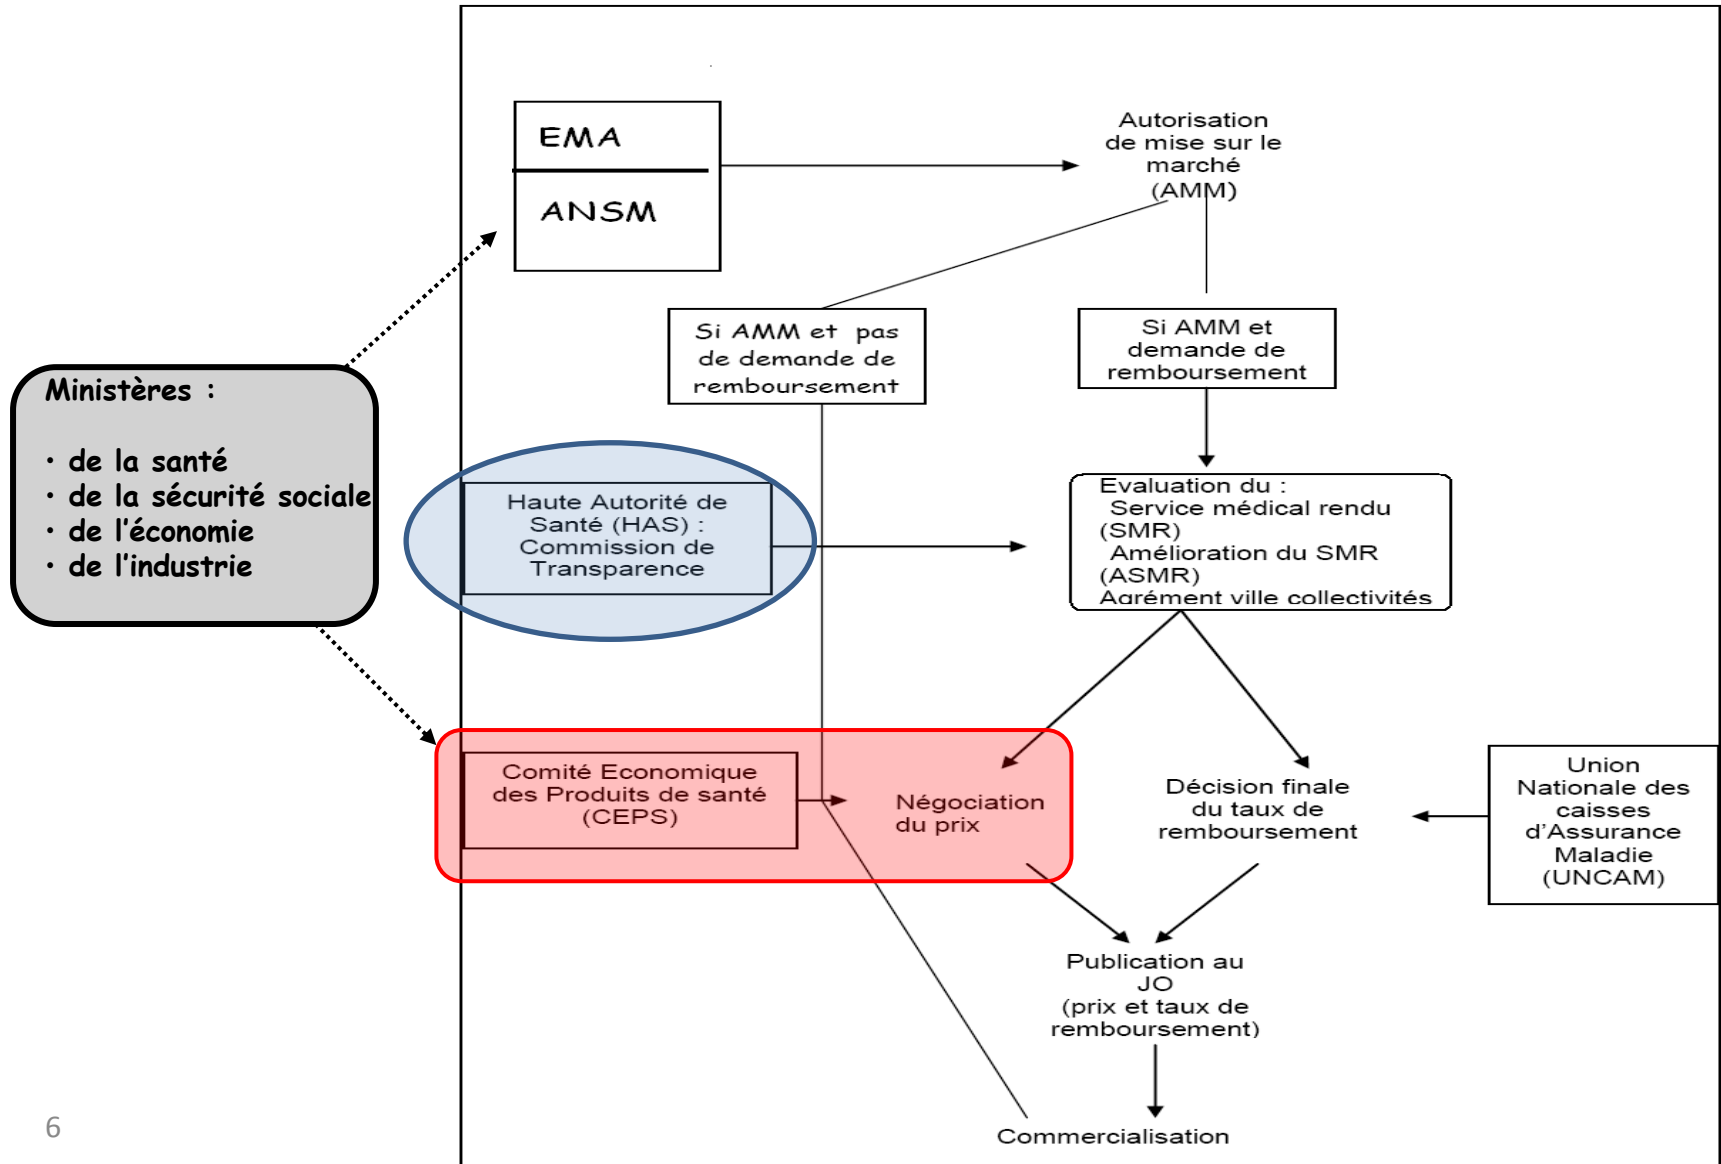 EMA
ANSM
Autorisation
de mise sur le
marché
(AMM)
Si AMM et pas
de demande de
remboursement
Si AMM et
demande de
remboursement
Ministères :
· de la santé
· de la sécurité sociale
· de l'économie
· de l'industrie
Haute Autorité de
Santé (HAS) :
Commission de
Transparence
Evaluation du :
Service médical rendu
(SMR)
Amélioration du SMR
(ASMR)
Agrément ville collectivités
Comité Economique
des Produits de santé
(CEPS)
Négociation
du prix
Décision finale
du taux de
remboursement
Union
Nationale des
caisses
d'Assurance
Maladie
(UNCAM)
Publication au
JO
(prix et taux de
remboursement)
Commercialisation
6